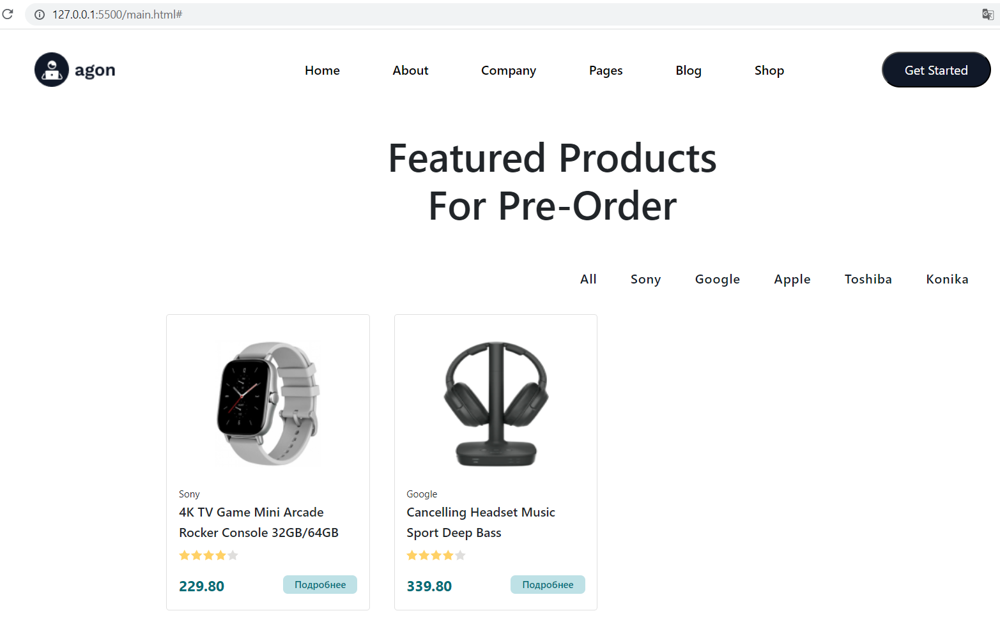 127.0.0.1:5500/main.html#
agon
Home About Company Pages Blog Shop
Get Started
Featured Products
For Pre-Order
All Sony Google Apple Toshiba Konika
Sony
4K TV Game Mini Arcade
Rocker Console 32GB/64GB
229.80 Подробнее
Google
Cancelling Headset Music
Sport Deep Bass
339.80 Подробнее